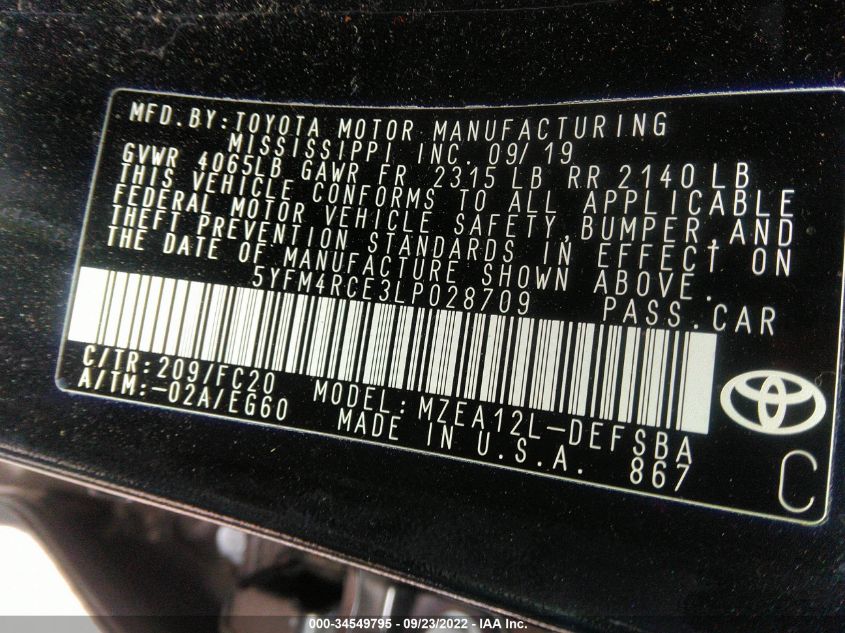 MFD.BY:TOYOTA MOTOR MANUFACTURING
MISSISSIPPI INC. 09/19
GVWR 4065LB GAWR FR 2315 LB RR 2140 LB
THIS VEHICLE CONFORMS TO ALL APPLICABLE
FEDERAL MOTOR VEHICLE SAFETY,BUMPER,AND
THEFT PREVENTION STANDARDS IN EFFECT ON
THE DATE OF MANUFACTURE SHOWN ABOVE.
5YFM4RCE3LP028709 PASS.CAR
C/TR:209/FC20 MODEL:MZEA12L-DEFSBA
A/TM:-02A/EG60 MADE IN U.S.A. 867
C
000-34549795 - 09/23/2022 - IAA Inc.